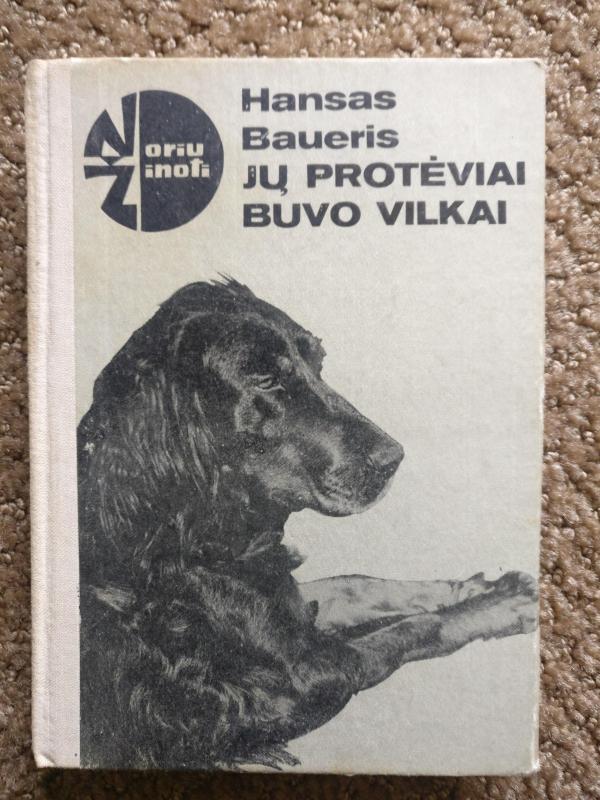 Noriu
Žinoti
Hansas
Baueris
JŲ PROTĖVIAI
BUVO VILKAI